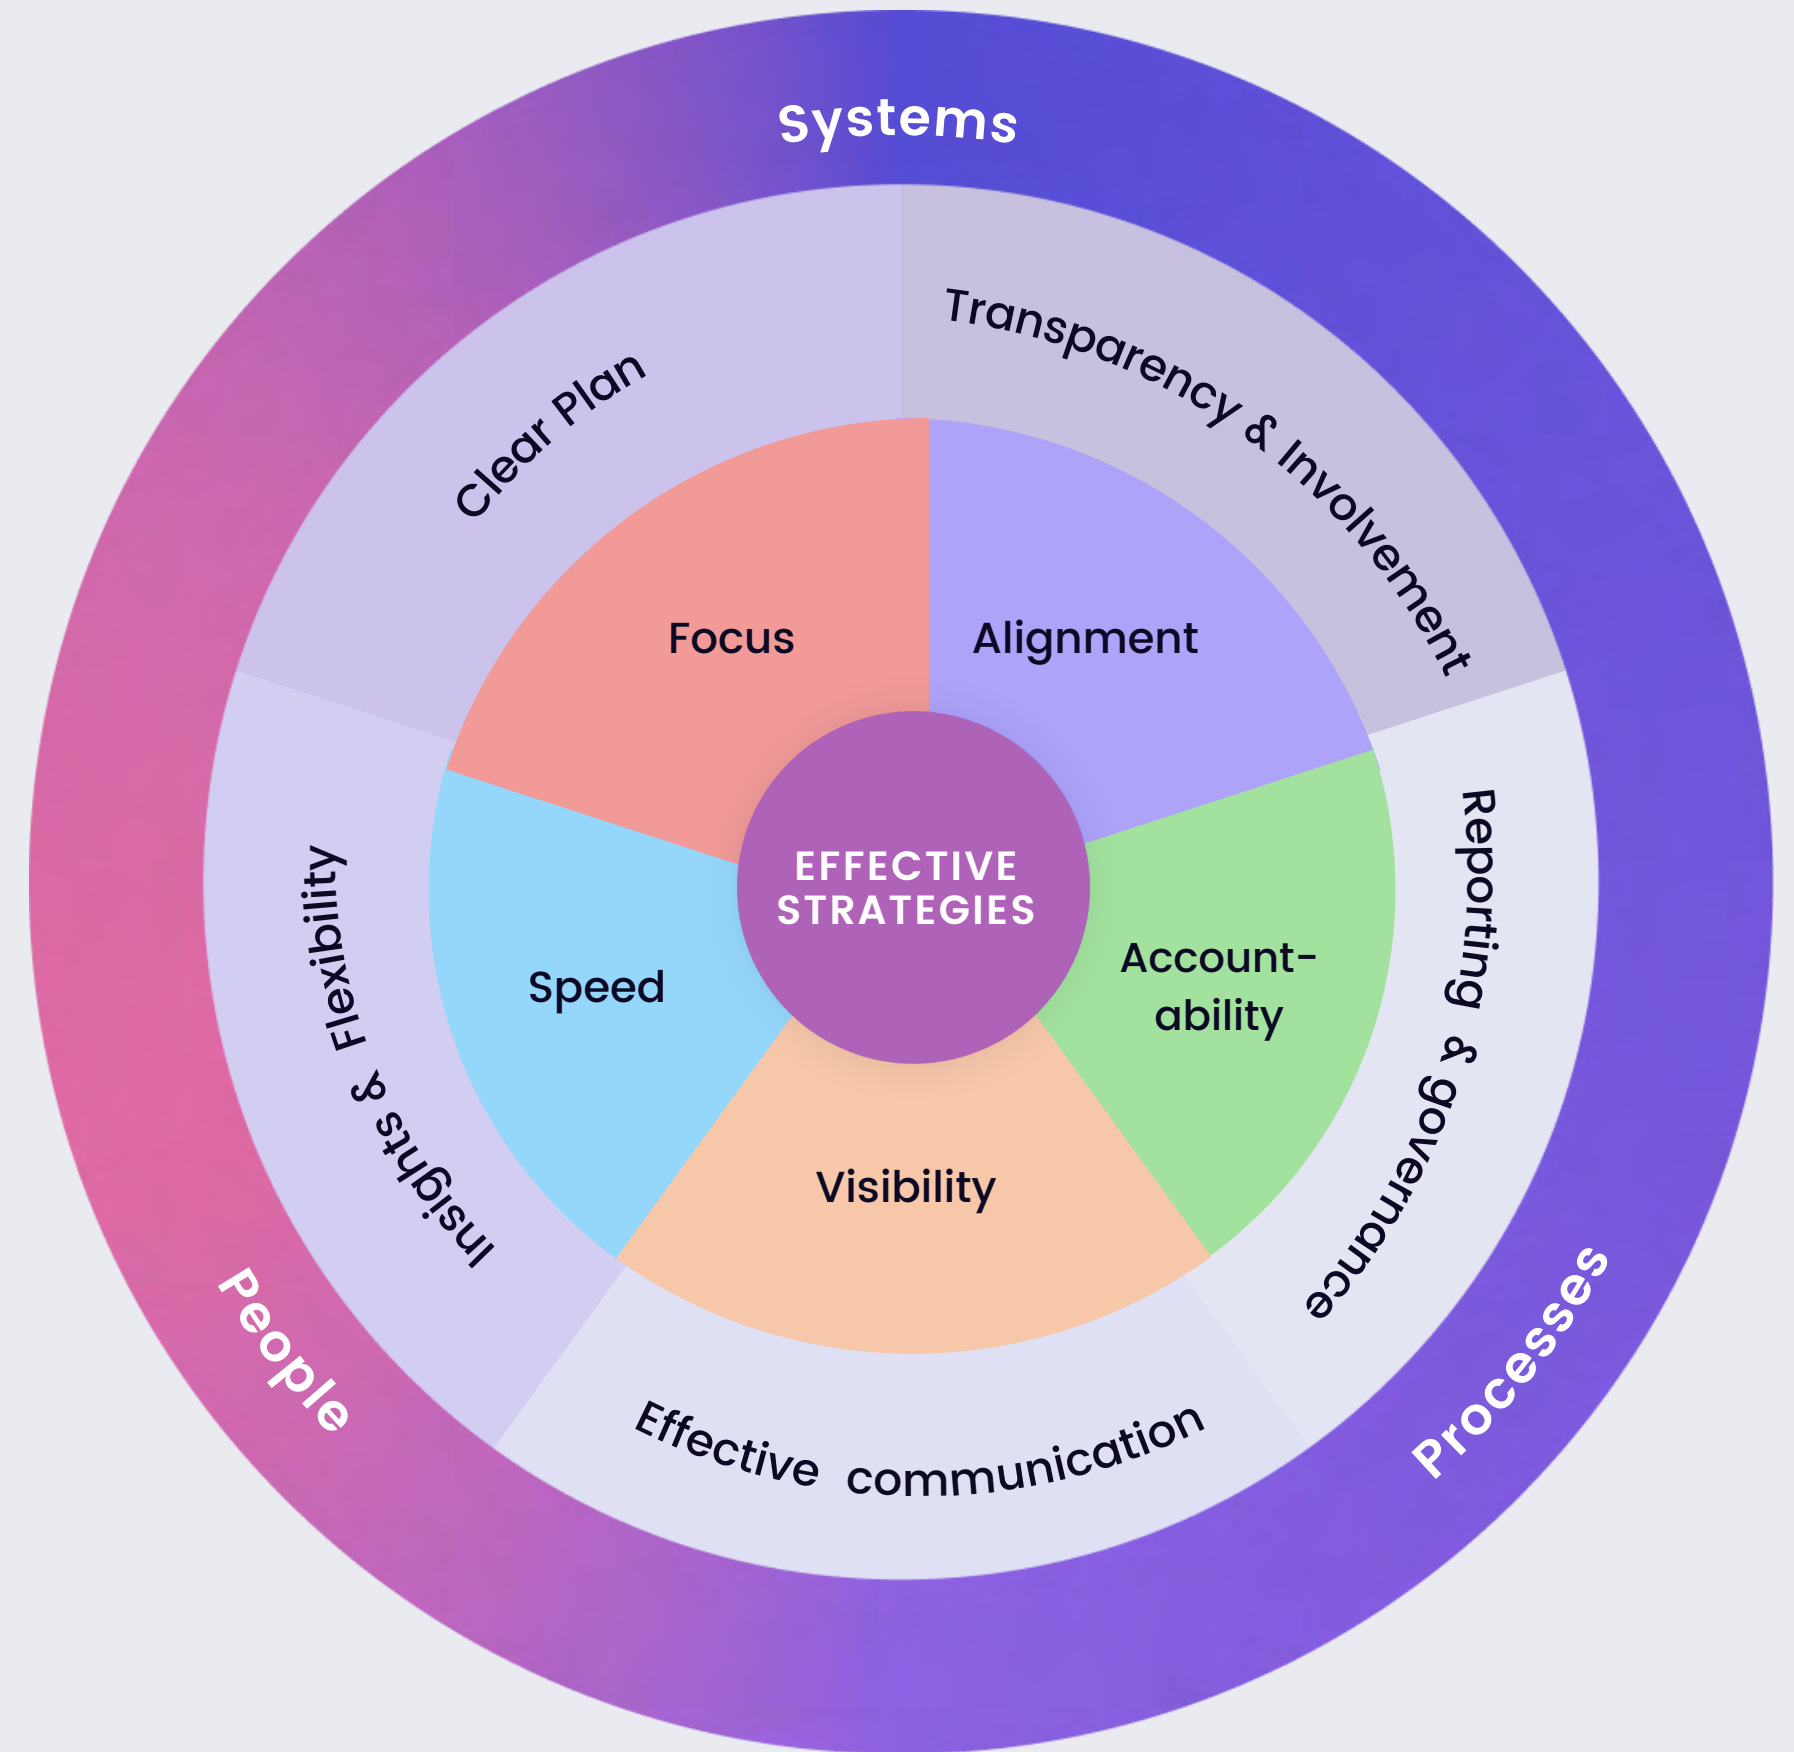 Systems
Clear Plan
Transparency & Involvement
Focus
Alignment
EFFECTIVE
STRATEGIES
Account-
ability
Speed
Visibility
Insights & Flexibility
Reporting & governance
Effective communication
People
Processes